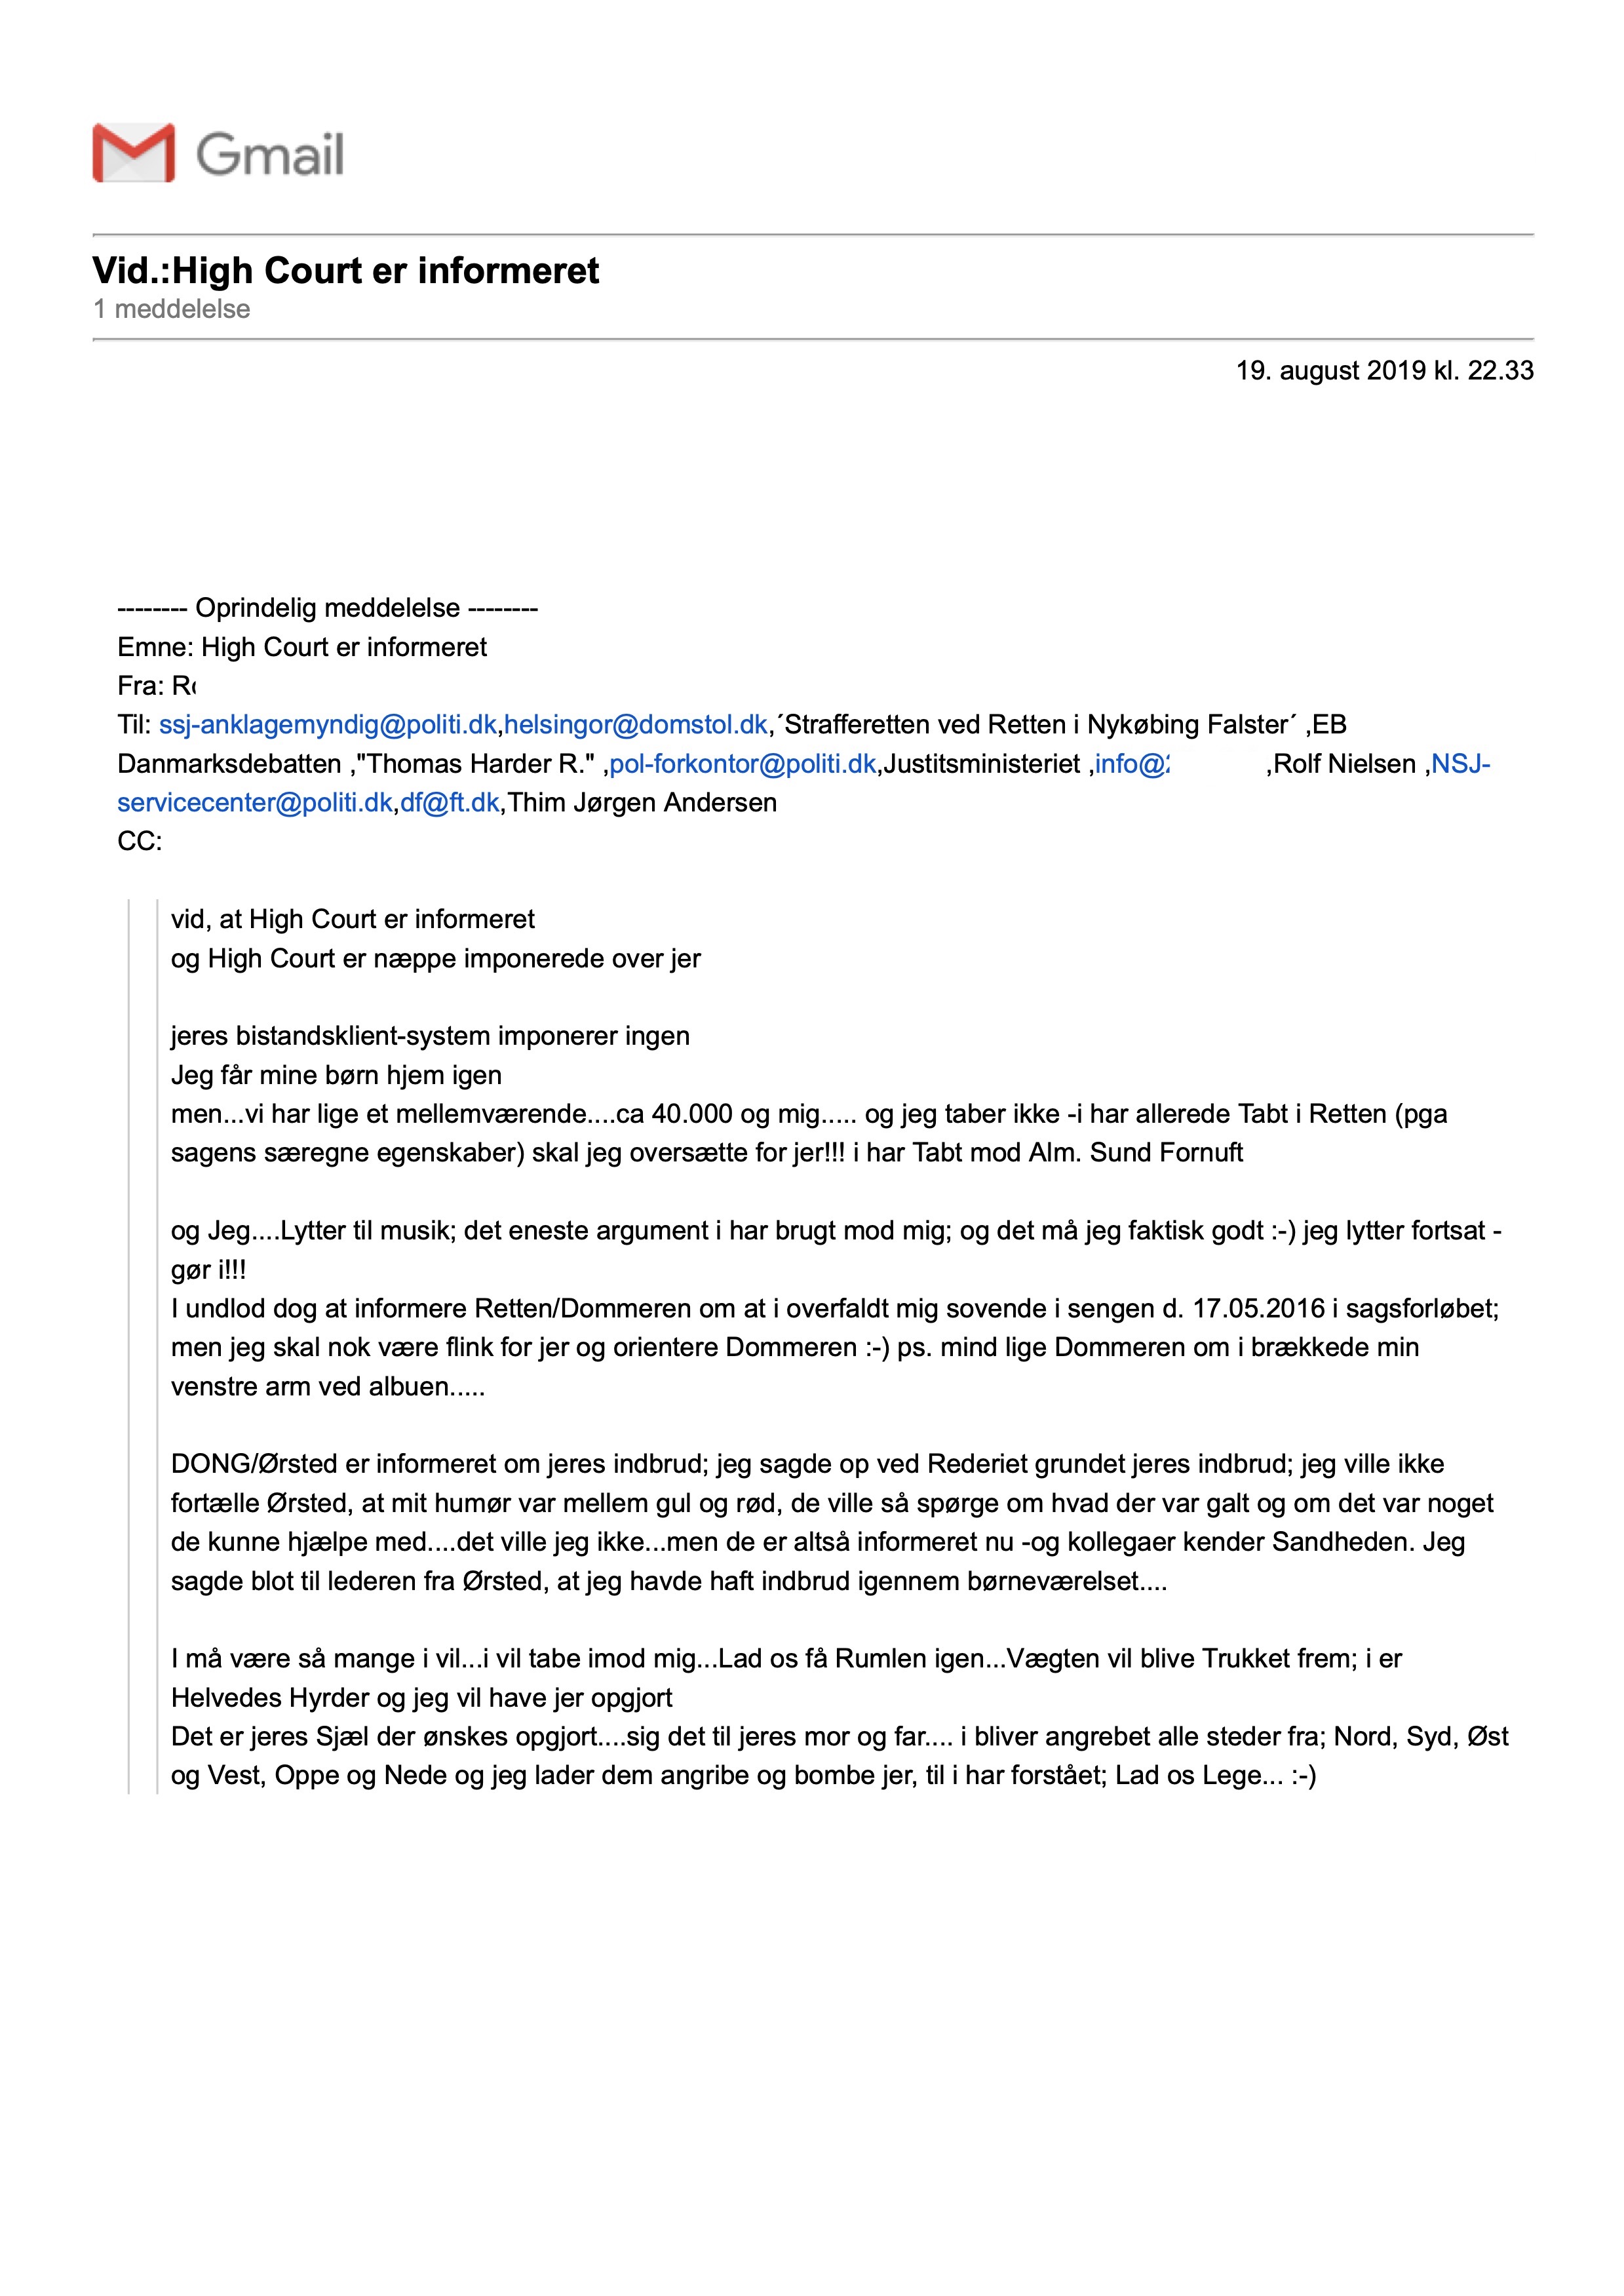 Gmail
Vid.:High Court er informeret
1 meddelelse
19. august 2019 kl. 22.33
-------- Oprindelig meddelelse --------
Emne: High Court er informeret
Fra:
Til: ssj-anklagemyndig@politi.dk,helsingor@domstol.dk,´Strafferetten ved Retten i Nykøbing Falster´ ,EB
Danmarksdebatten ,"Thomas Harder R." ,pol-forkontor@politi.dk,Justitsministeriet ,info@ ,Rolf Nielsen ,NSJ-
servicecenter@politi.dk,df@ft.dk,Thim Jørgen Andersen
CC:
vid, at High Court er informeret
og High Court er næppe imponerede over jer
jeres bistandsklient-system imponerer ingen
Jeg får mine børn hjem igen
men...vi har lige et mellemværende....ca 40.000 og mig..... og jeg taber ikke -i har allerede Tabt i Retten (pga
sagens særegne egenskaber) skal jeg oversætte for jer!!! i har Tabt mod Alm. Sund Fornuft
og Jeg....Lytter til musik; det eneste argument i har brugt mod mig; og det må jeg faktisk godt :-) jeg lytter fortsat -
gør i!!!
I undlod dog at informere Retten/Dommeren om at i overfaldt mig sovende i sengen d. 17.05.2016 i sagsforløbet;
men jeg skal nok være flink for jer og orientere Dommeren :-) ps. mind lige Dommeren om i brækkede min
venstre arm ved albuen.....
DONG/Ørsted er informeret om jeres indbrud; jeg sagde op ved Rederiet grundet jeres indbrud; jeg ville ikke
fortælle Ørsted, at mit humør var mellem gul og rød, de ville så spørge om hvad der var galt og om det var noget
de kunne hjælpe med....det ville jeg ikke...men de er altså informeret nu -og kollegaer kender Sandheden. Jeg
sagde blot til lederen fra Ørsted, at jeg havde haft indbrud igennem børneværelset....
I må være så mange i vil...i vil tabe imod mig...Lad os få Rumlen igen...Vægten vil blive Trukket frem; i er
Helvedes Hyrder og jeg vil have jer opgjort
Det er jeres Sjæl der ønskes opgjort....sig det til jeres mor og far.... i bliver angrebet alle steder fra; Nord, Syd, Øst
og Vest, Oppe og Nede og jeg lader dem angribe og bombe jer, til i har forstået; Lad os Lege... :-)